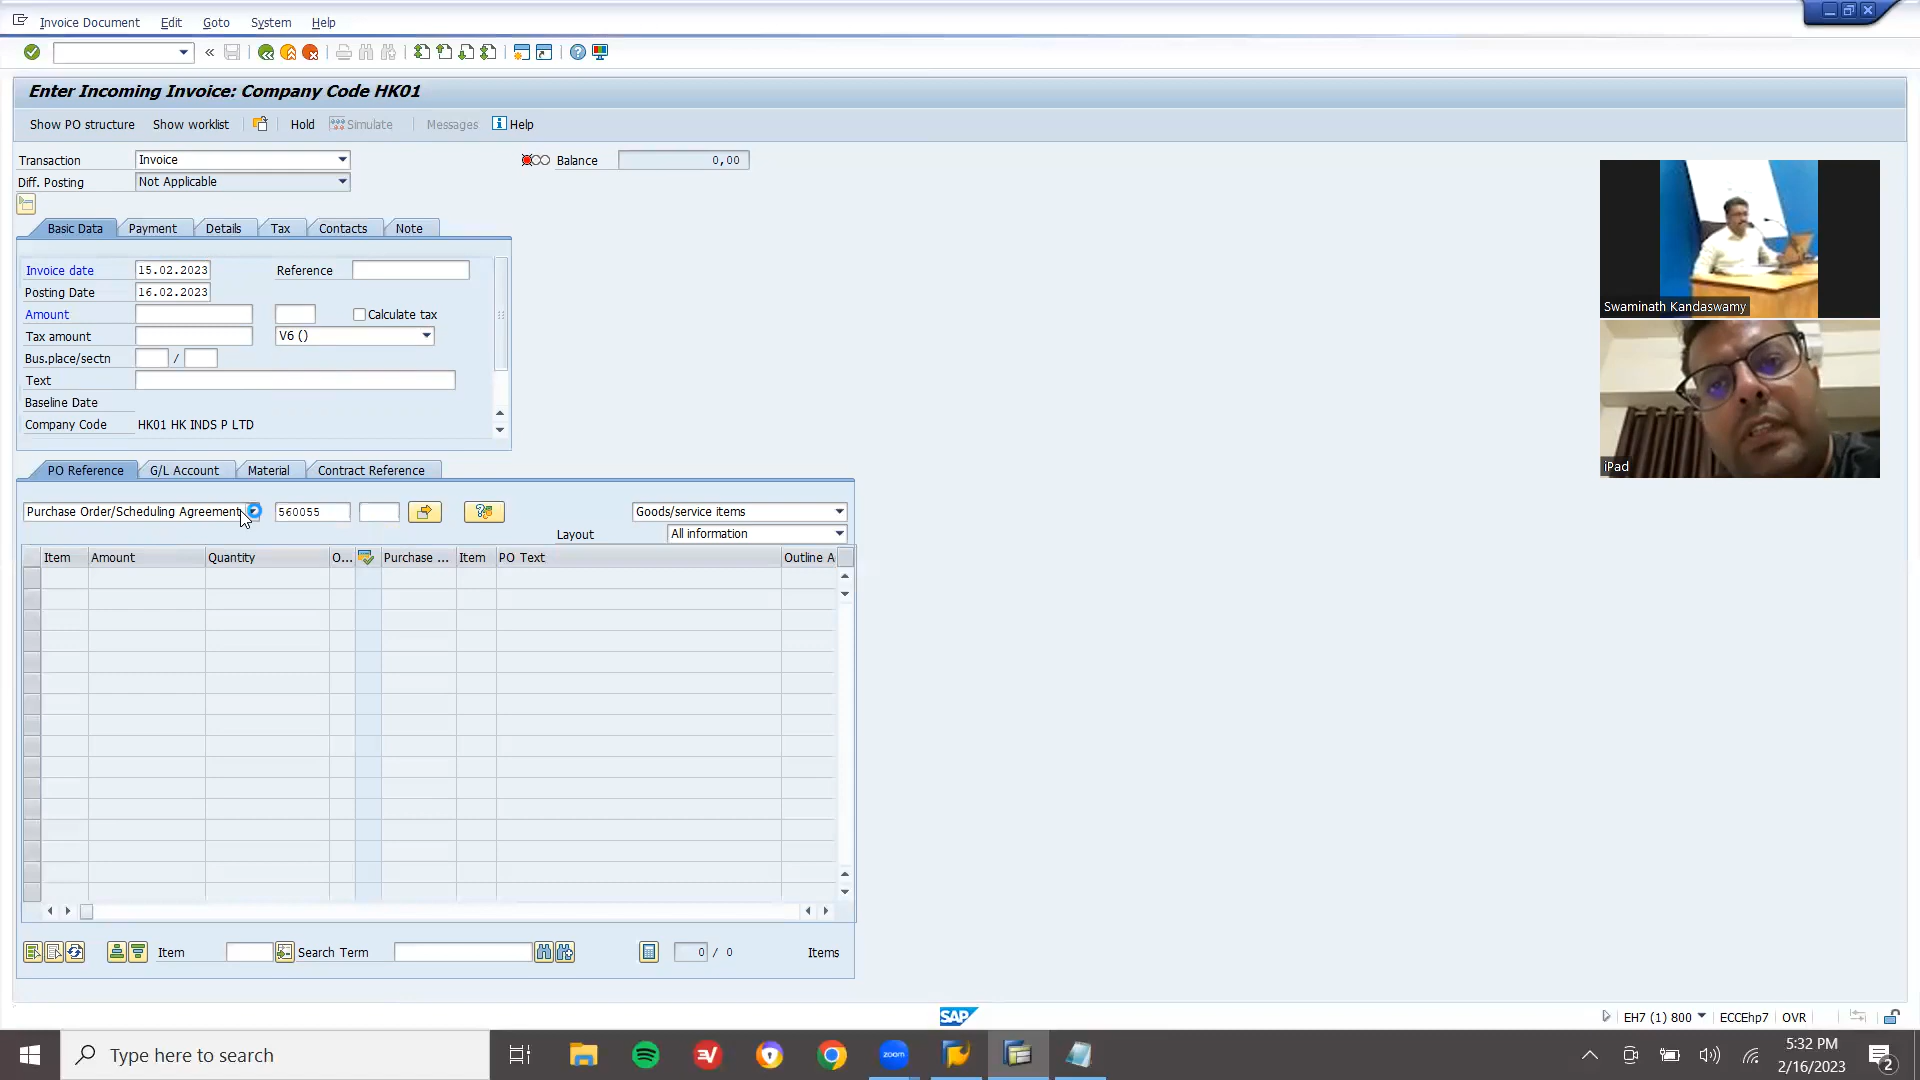 Invoice Document Edit Goto System Help
Enter Incoming Invoice: Company Code HK01
Show PO structure Show worklist Hold Simulate Messages Help
Transaction Invoice Balance 0,00
Diff. Posting Not Applicable
Basic Data Payment Details Tax Contacts Note
Invoice date 15.02.2023 Reference
Posting Date 16.02.2023
Amount Calculate tax
Tax amount V6 ()
Bus.place/sectn /
Text
Baseline Date
Company Code HK01 HK INDS P LTD
Swaminath Kandaswamy
iPad
PO Reference G/L Account Material Contract Reference
Purchase Order/Scheduling Agreement 560055 Goods/service items
Layout All information
Item Amount Quantity O... Purchase ... Item PO Text Outline A
Item Search Term 0 / 0 Items
SAP EH7 (1) 800 ECCEhp7 OVR
Type here to search zoom 5:32 PM
2/16/2023 2